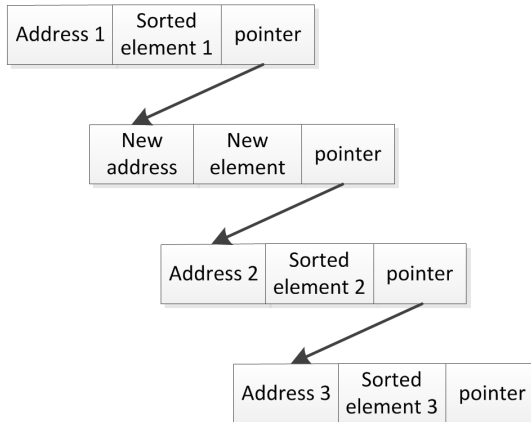 Address 1
Sorted
element 1
pointer
New
address
New
element
pointer
Address 2
Sorted
element 2
pointer
Address 3
Sorted
element 3
pointer